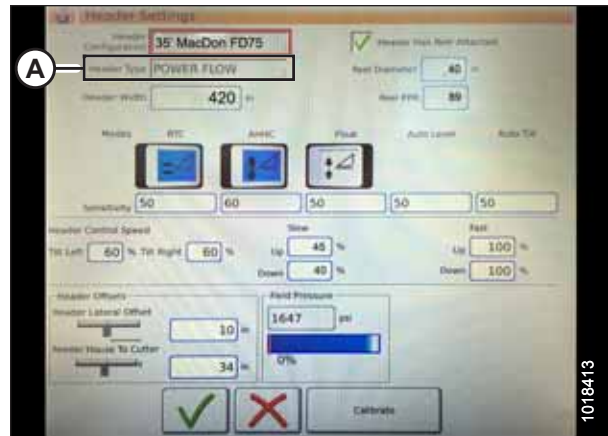 Header Settings
Header Configuration 35' MacDon FD75
Header Has Reel Attached
A
Header Type POWER FLOW
Reel Diameter 40 in
Header Width 420 in
Reel PPR 89
Modes RTC AHHC Float Auto Level Auto Tilt
Sensitivity 50 60 50 50 50
Header Control Speed
Slow
Fast
Tilt Left 60 % Tilt Right 60 %
Up 45 %
Up 100 %
Down 40 %
Down 100 %
Header Offsets
Field Pressure
Header Lateral Offset
1647 psi
10 in
Feeder House To Cutter
0%
34 in
Calibrate
1018413